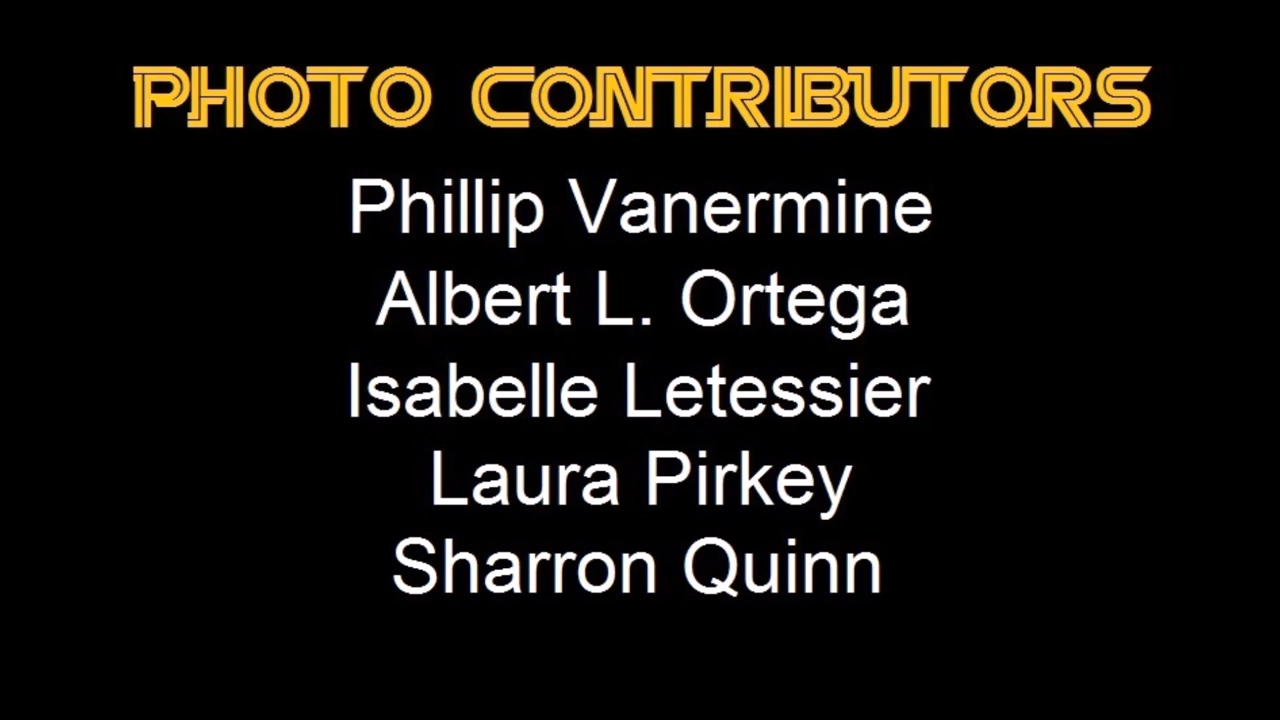 PHOTO CONTRIBUTORS
Phillip Vanermine
Albert L. Ortega
Isabelle Letessier
Laura Pirkey
Sharron Quinn